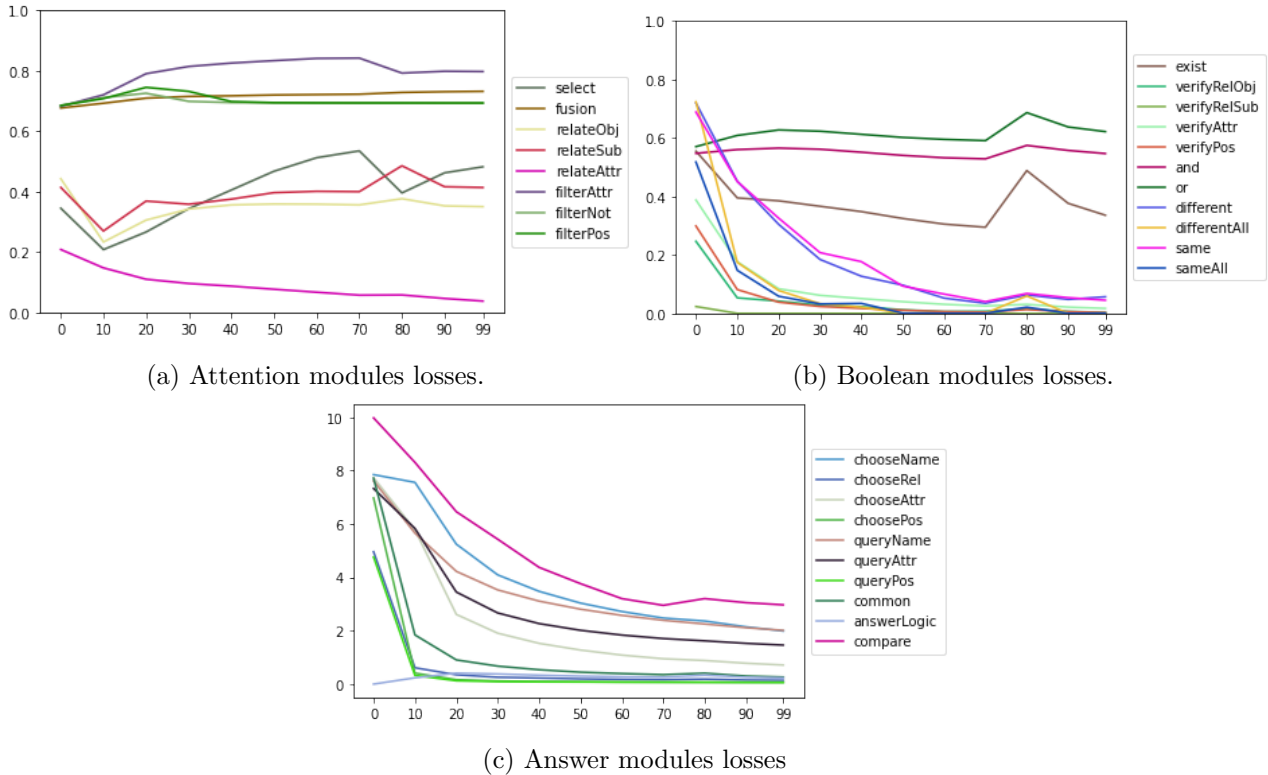 1.0
0.8
0.6
0.4
0.2
0.0
0 10 20 30 40 50 60 70 80 90 99
select
fusion
relateObj
relateSub
relateAttr
filterAttr
filterNot
filterPos
(a) Attention modules losses.
1.0
0.8
0.6
0.4
0.2
0.0
0 10 20 30 40 50 60 70 80 90 99
exist
verifyRelObj
verifyRelSub
verifyAttr
verifyPos
and
or
different
differentAll
same
sameAll
(b) Boolean modules losses.
10
8
6
4
2
0
0 10 20 30 40 50 60 70 80 90 99
chooseName
chooseRel
chooseAttr
choosePos
queryName
queryAttr
queryPos
common
answerLogic
compare
(c) Answer modules losses